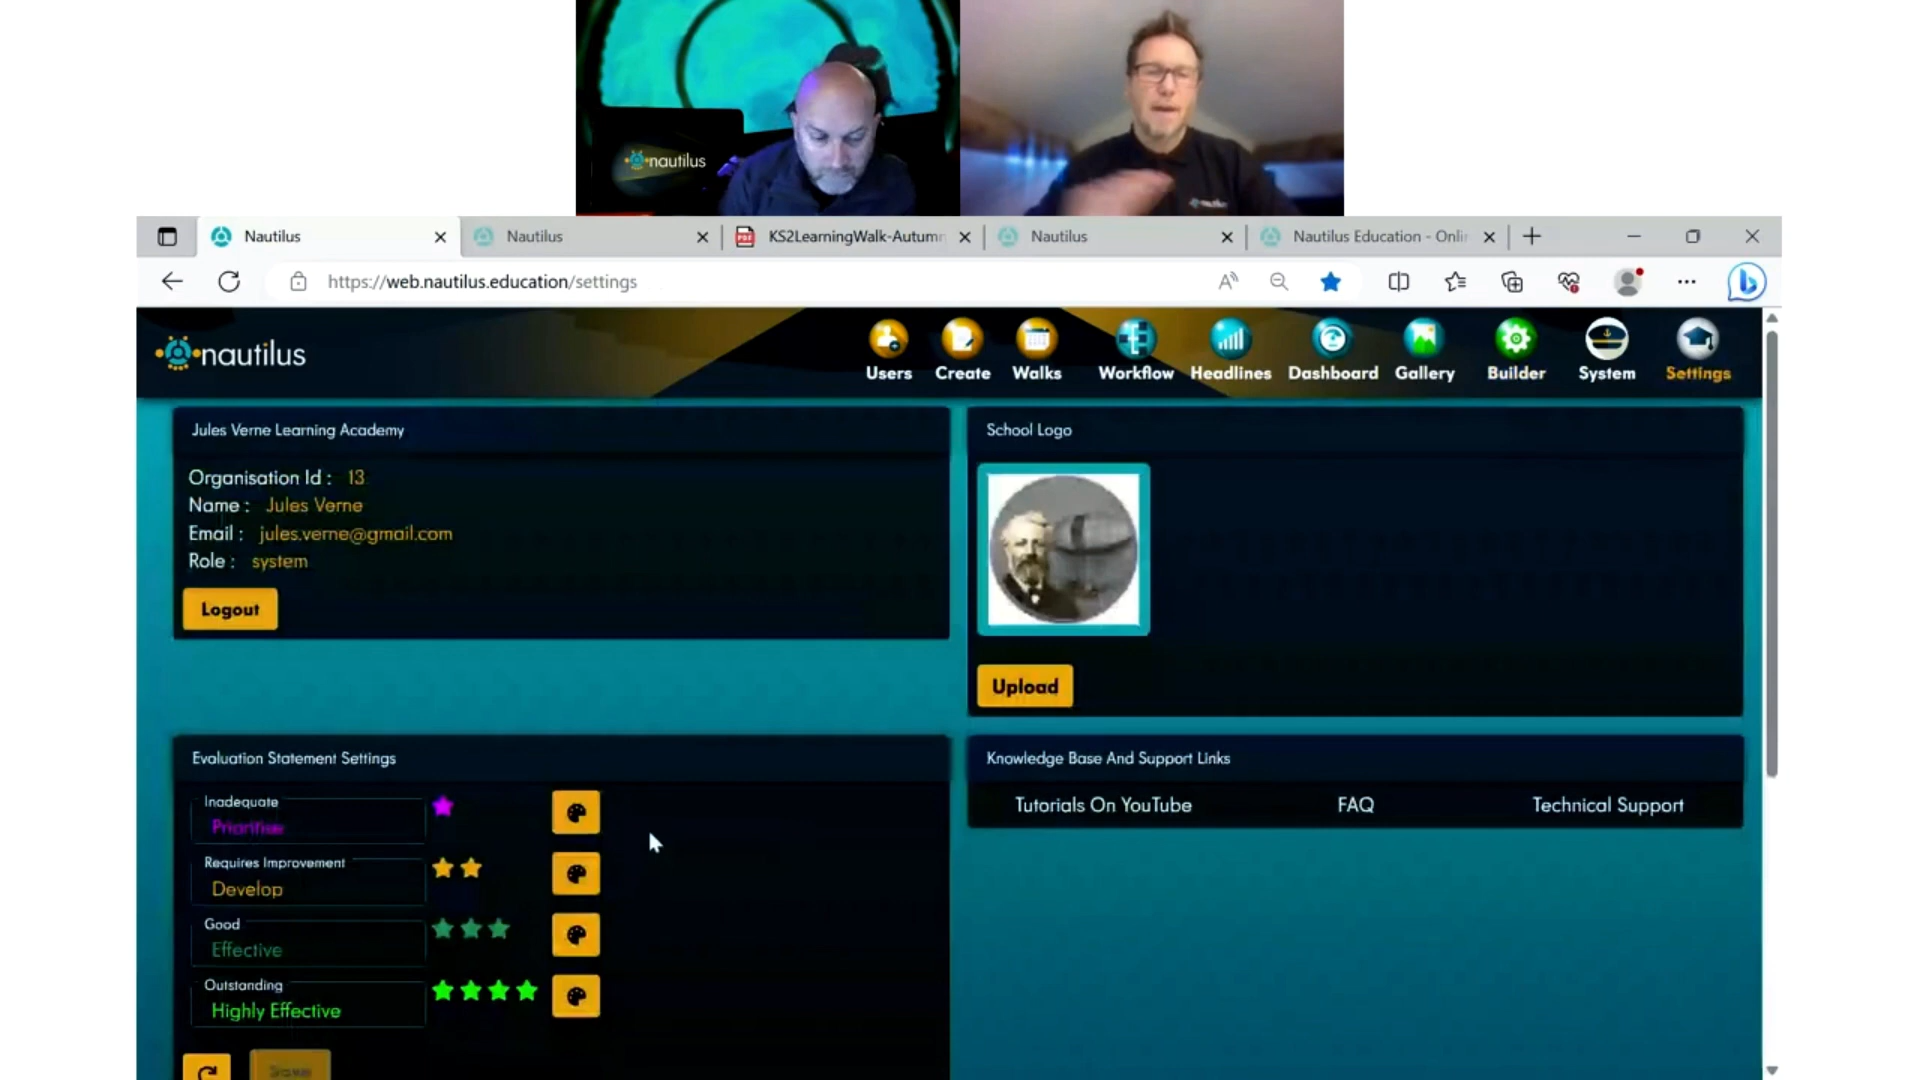 nautilus
nautilus
Nautilus
Nautilus
KS2LearningWalk-Autumn
Nautilus
Nautilus Education - Onlin
https://web.nautilus.education/settings
nautilus
Users
Create
Walks
Workflow
Headlines
Dashboard
Gallery
Builder
System
Settings
Jules Verne Learning Academy
Organisation Id : 13
Name : Jules Verne
Email : jules.verne@gmail.com
Role : system
Logout
School Logo
Upload
Evaluation Statement Settings
Inadequate
Prioritise
Requires Improvement
Develop
Good
Effective
Outstanding
Highly Effective
Save
Knowledge Base And Support Links
Tutorials On YouTube
FAQ
Technical Support